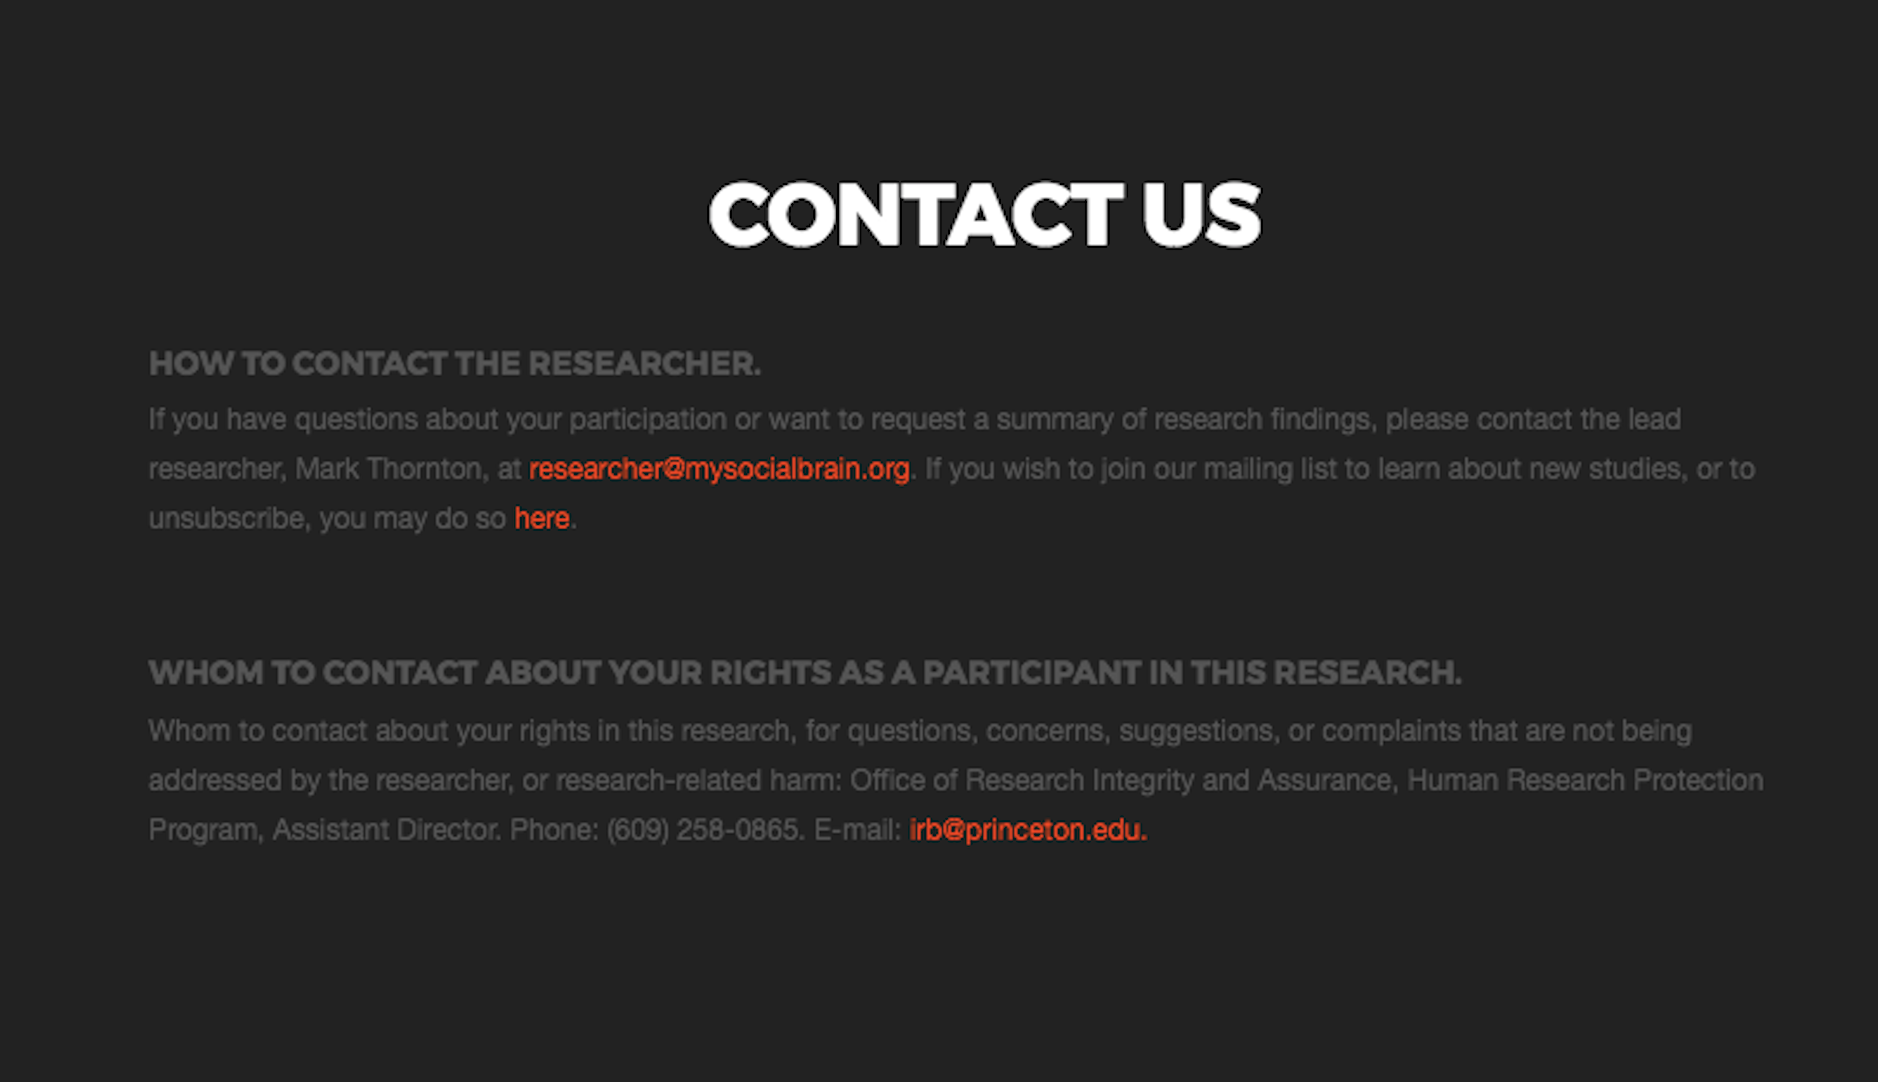 CONTACT US
HOW TO CONTACT THE RESEARCHER.
If you have questions about your participation or want to request a summary of research findings, please contact the lead
researcher, Mark Thornton, at researcher@mysocialbrain.org. If you wish to join our mailing list to learn about new studies, or to
unsubscribe, you may do so here.
WHOM TO CONTACT ABOUT YOUR RIGHTS AS A PARTICIPANT IN THIS RESEARCH.
Whom to contact about your rights in this research, for questions, concerns, suggestions, or complaints that are not being
addressed by the researcher, or research-related harm: Office of Research Integrity and Assurance, Human Research Protection
Program, Assistant Director. Phone: (609) 258-0865. E-mail: irb@princeton.edu.